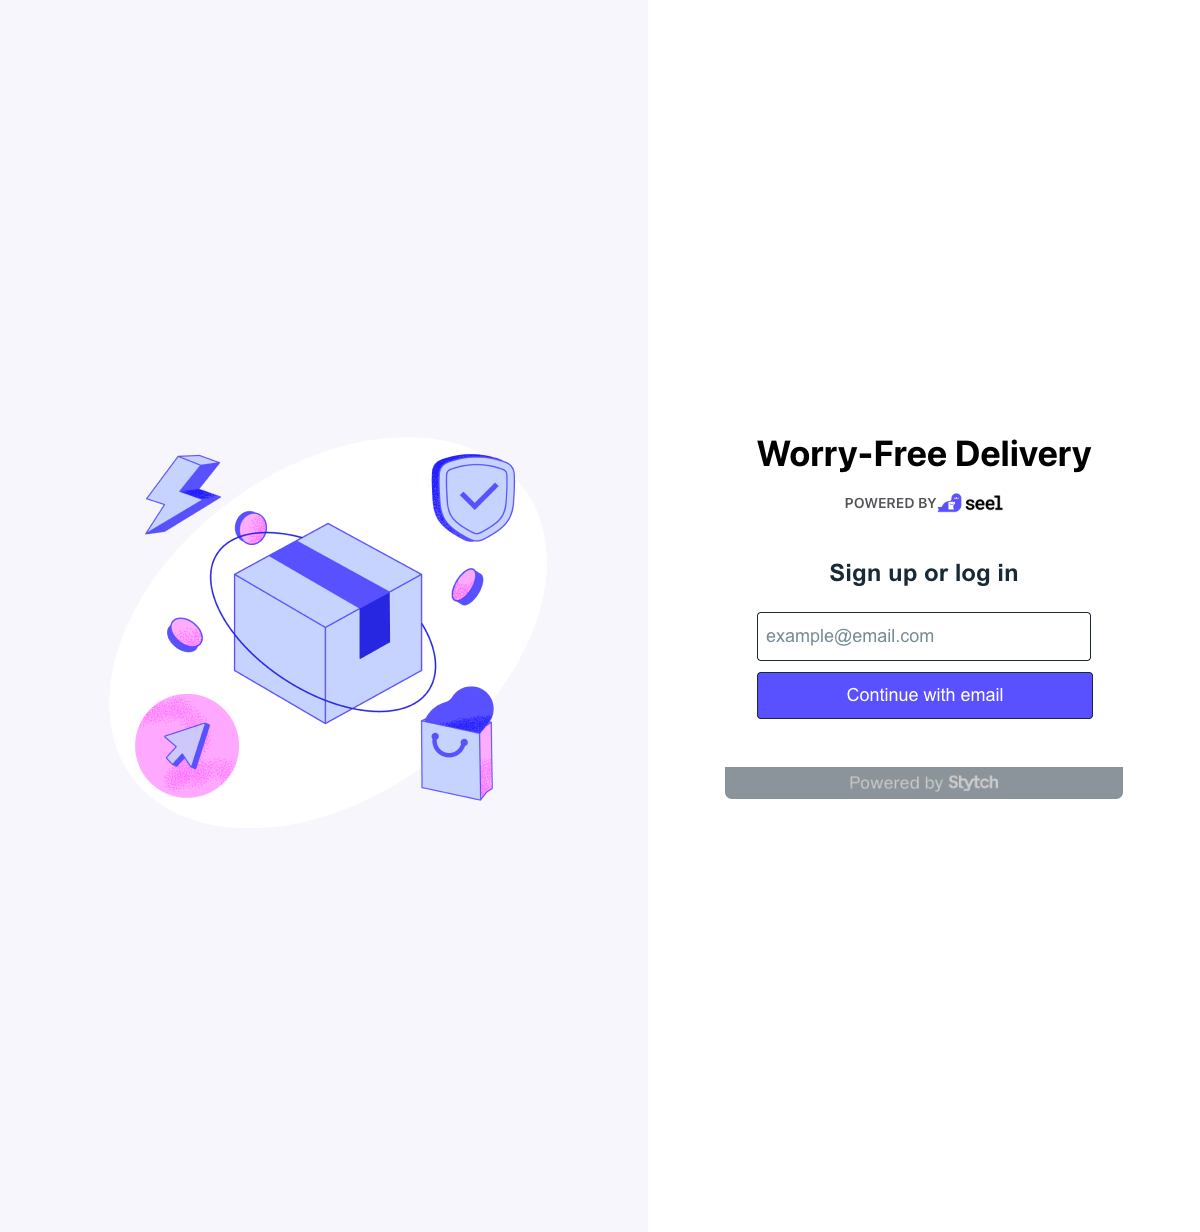 Worry-Free Delivery
POWERED BY seel
Sign up or log in
example@email.com
Continue with email
Powered by Stytch